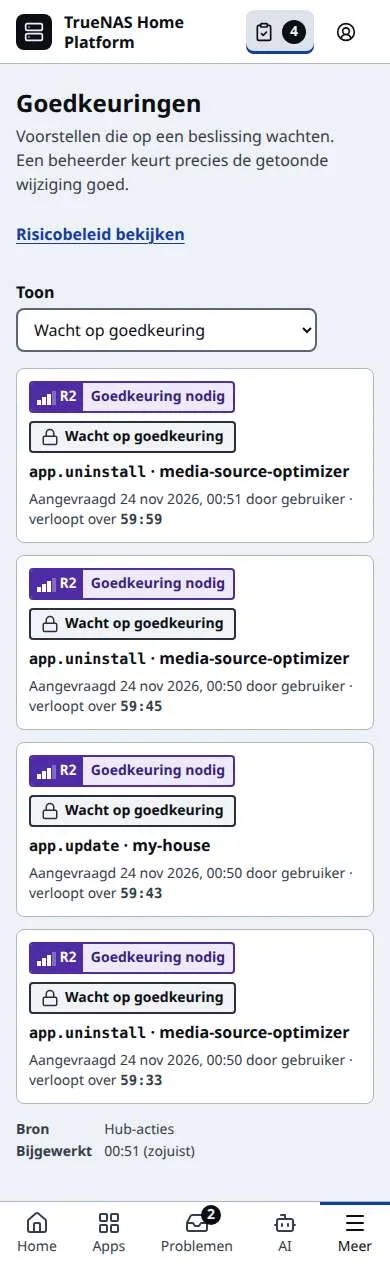 TrueNAS Home
Platform
4
Goedkeuringen
Voorstellen die op een beslissing wachten.
Een beheerder keurt precies de getoonde
wijziging goed.
Risicobeleid bekijken
Toon
Wacht op goedkeuring
R2 Goedkeuring nodig
Wacht op goedkeuring
app.uninstall · media-source-optimizer
Aangevraagd 24 nov 2026, 00:51 door gebruiker ·
verloopt over 59:59
R2 Goedkeuring nodig
Wacht op goedkeuring
app.uninstall · media-source-optimizer
Aangevraagd 24 nov 2026, 00:50 door gebruiker ·
verloopt over 59:45
R2 Goedkeuring nodig
Wacht op goedkeuring
app.update · my-house
Aangevraagd 24 nov 2026, 00:50 door gebruiker ·
verloopt over 59:43
R2 Goedkeuring nodig
Wacht op goedkeuring
app.uninstall · media-source-optimizer
Aangevraagd 24 nov 2026, 00:50 door gebruiker ·
verloopt over 59:33
Bron Hub-acties
Bijgewerkt 00:51 (zojuist)
2
Home Apps Problemen AI Meer